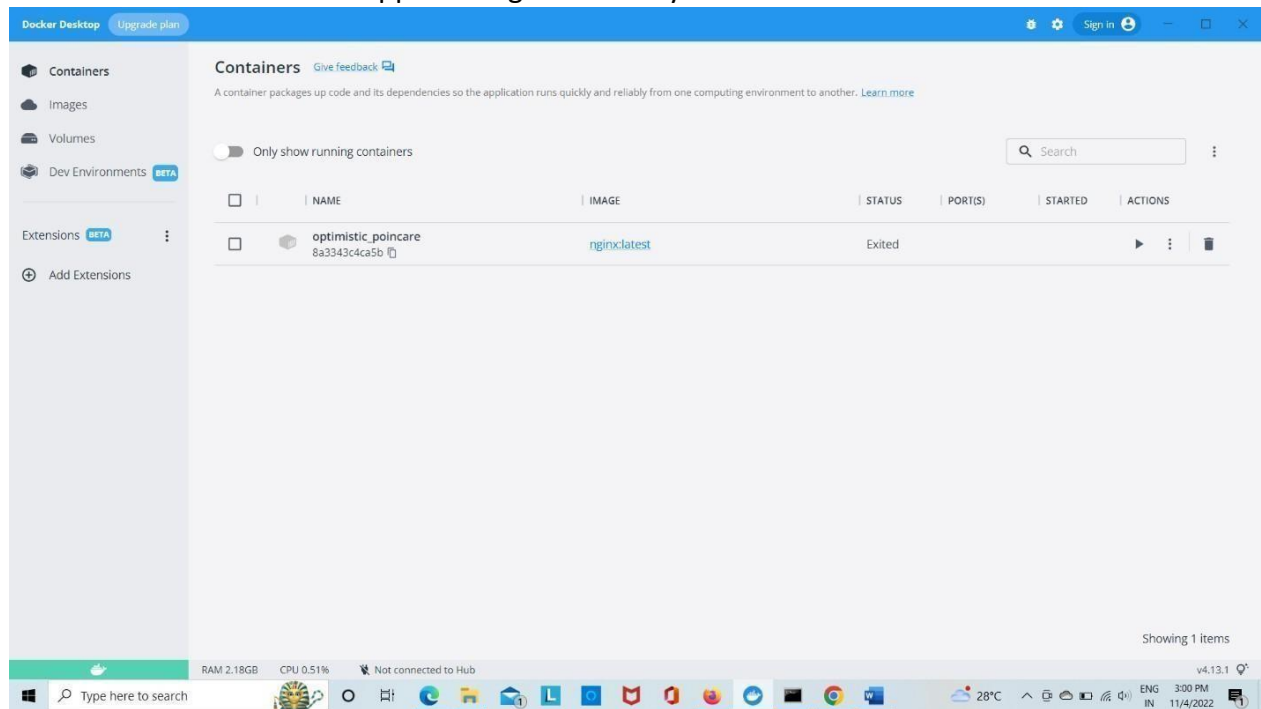 Docker Desktop Upgrade plan Sign in
Containers
Images
Volumes
Dev Environments BETA
Extensions BETA
Add Extensions
Containers Give feedback
A container packages up code and its dependencies so the application runs quickly and reliably from one computing environment to another. Learn more
Only show running containers
Search
NAME IMAGE STATUS PORT(S) STARTED ACTIONS
optimistic_poincare nginx:latest Exited
8a3343c4ca5b
Showing 1 items
RAM 2.18GB CPU 0.51% Not connected to Hub v4.13.1
Type here to search 28°C ENG 3:00 PM
IN 11/4/2022